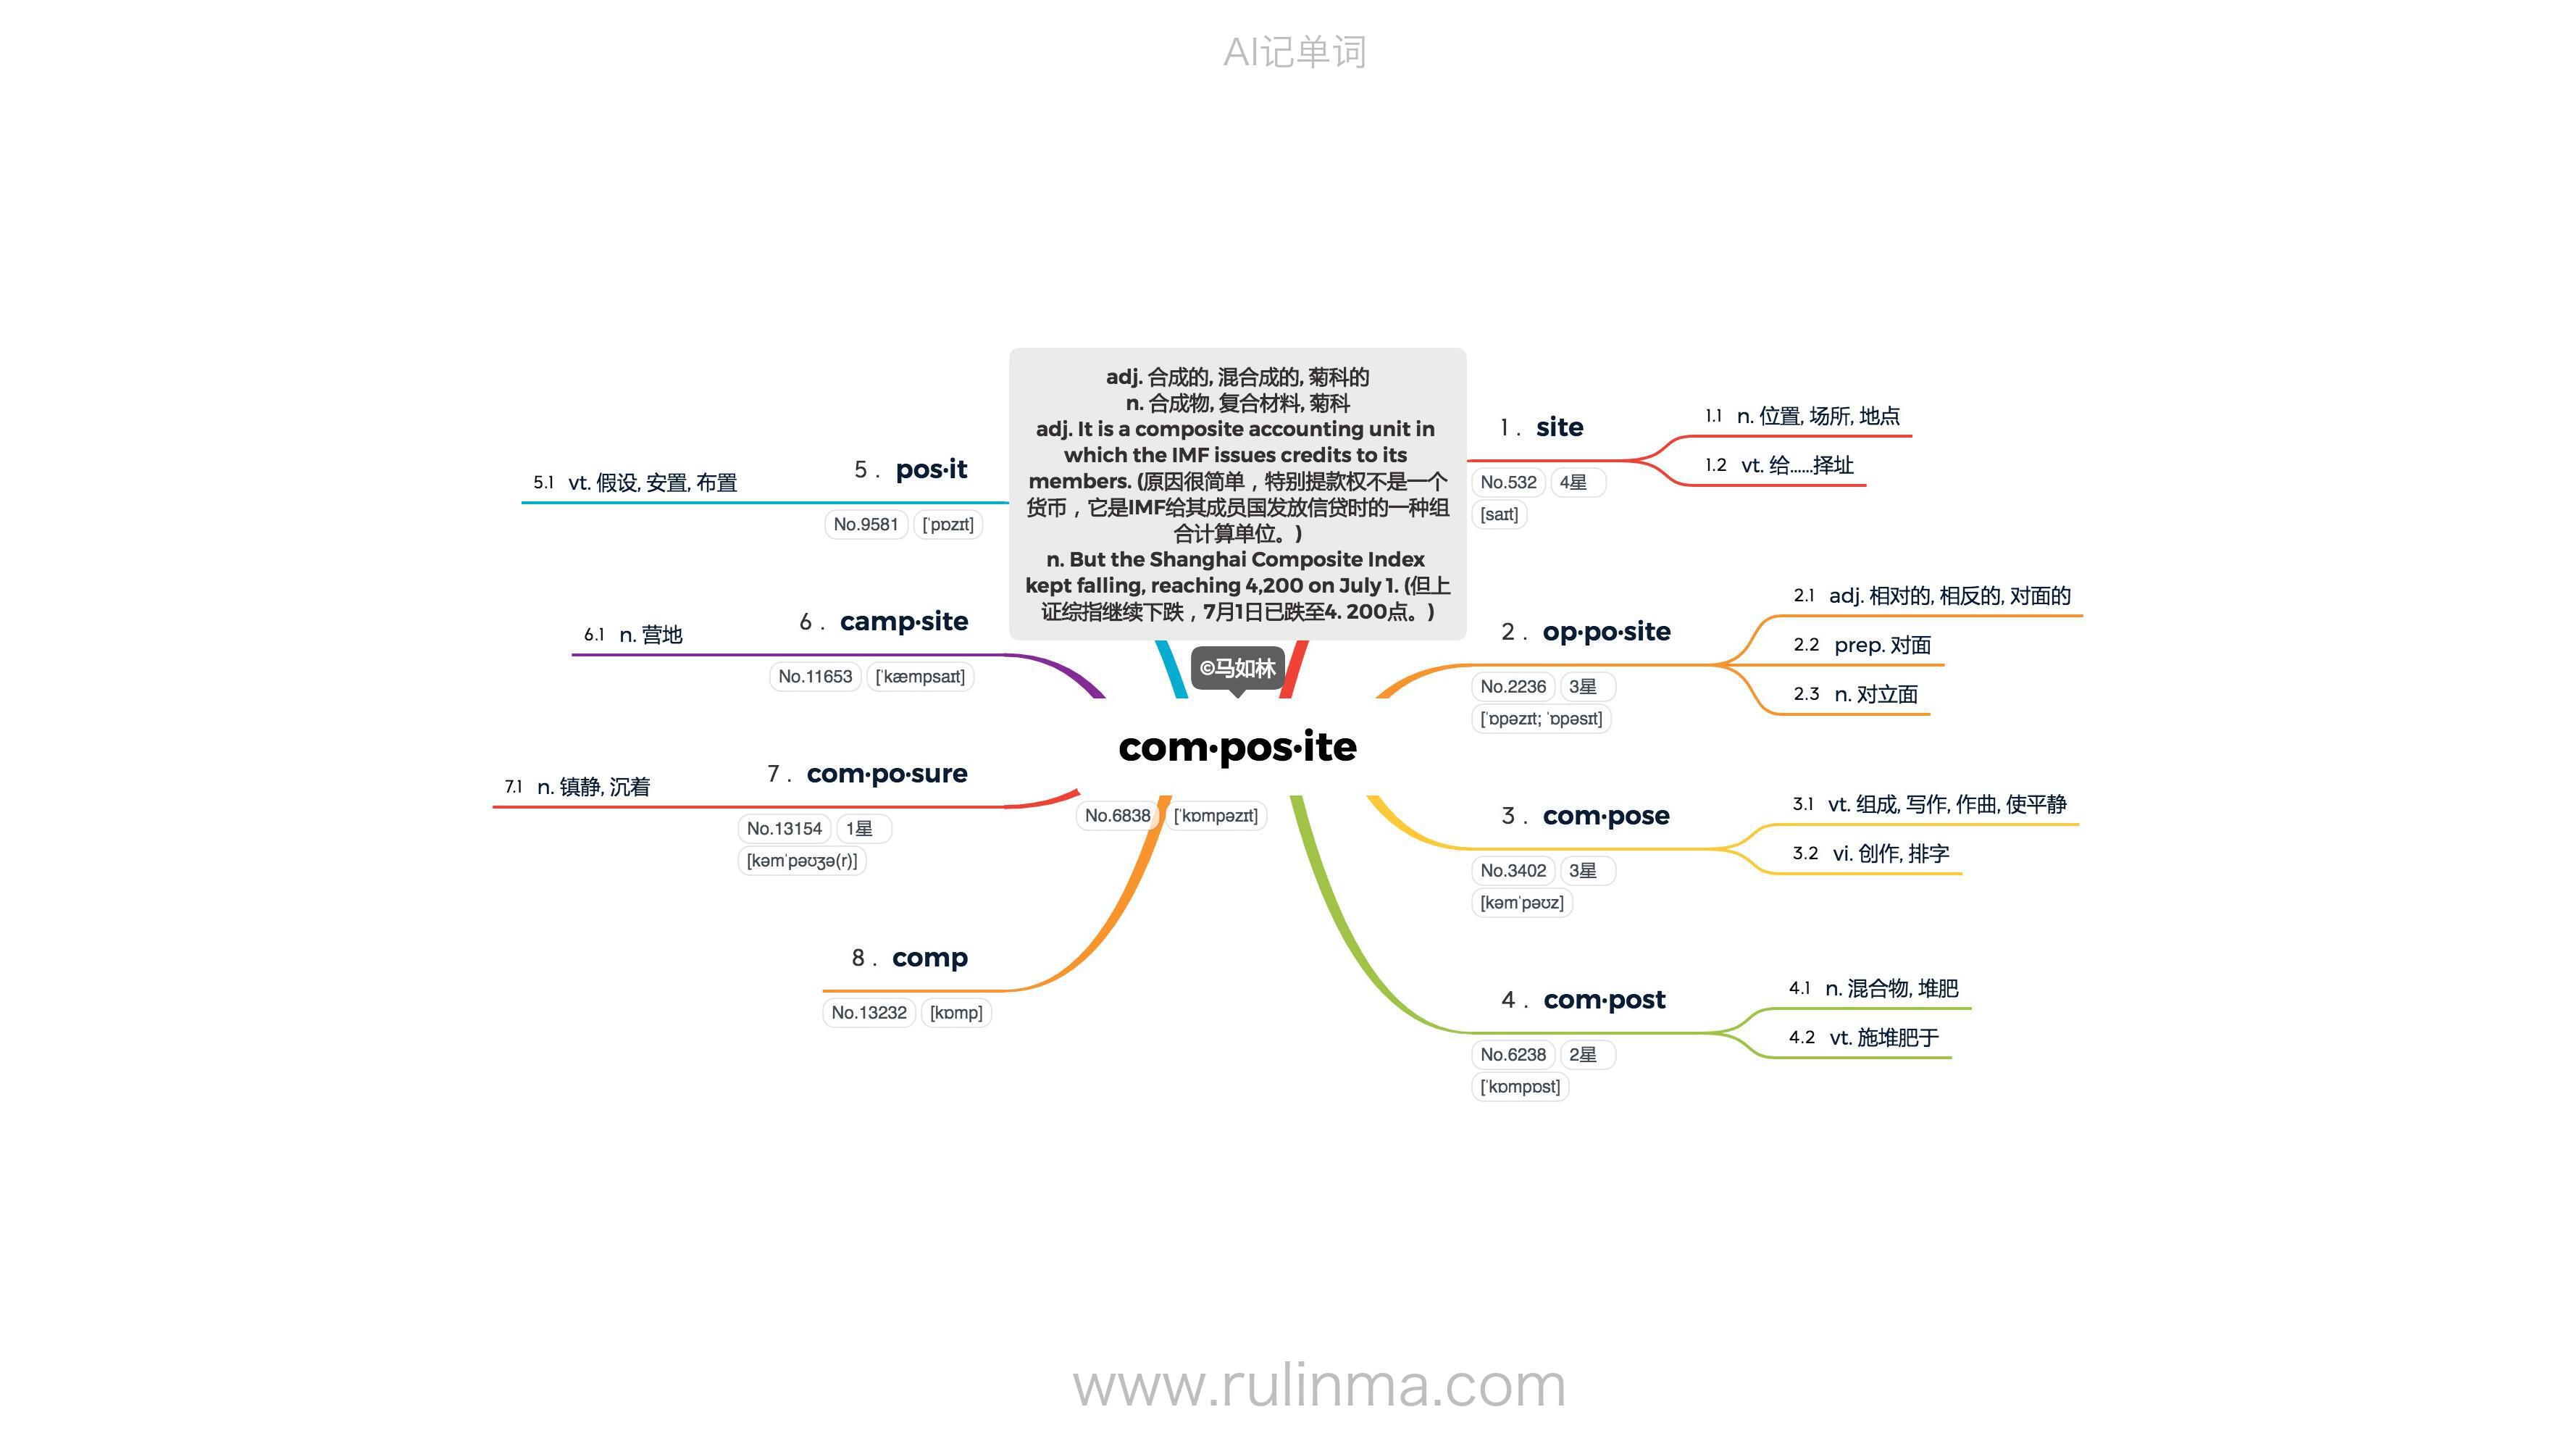 AI记单词
adj. 合成的, 混合成的, 菊科的
n. 合成物, 复合材料, 菊科
adj. It is a composite accounting unit in
which the IMF issues credits to its
members. (原因很简单，特别提款权不是一个
货币，它是IMF给其成员国发放信贷时的一种组
合计算单位。)
n. But the Shanghai Composite Index
kept falling, reaching 4,200 on July 1. (但上
证综指继续下跌，7月1日已跌至4. 200点。)
©马如林
com·pos·ite
No.6838 [ˈkɒmpəzɪt]
1. site
No.532 4星
[saɪt]
1.1 n. 位置, 场所, 地点
1.2 vt. 给......择址
2. op·po·site
No.2236 3星
[ˈɒpəzɪt; ˈɒpəsɪt]
2.1 adj. 相对的, 相反的, 对面的
2.2 prep. 对面
2.3 n. 对立面
3. com·pose
No.3402 3星
[kəmˈpəʊz]
3.1 vt. 组成, 写作, 作曲, 使平静
3.2 vi. 创作, 排字
4. com·post
No.6238 2星
[ˈkɒmpɒst]
4.1 n. 混合物, 堆肥
4.2 vt. 施堆肥于
5. pos·it
No.9581 [ˈpɒzɪt]
5.1 vt. 假设, 安置, 布置
6. camp·site
No.11653 [ˈkæmpsaɪt]
6.1 n. 营地
7. com·po·sure
No.13154 1星
[kəmˈpəʊʒə(r)]
7.1 n. 镇静, 沉着
8. comp
No.13232 [kɒmp]
www.rulinma.com